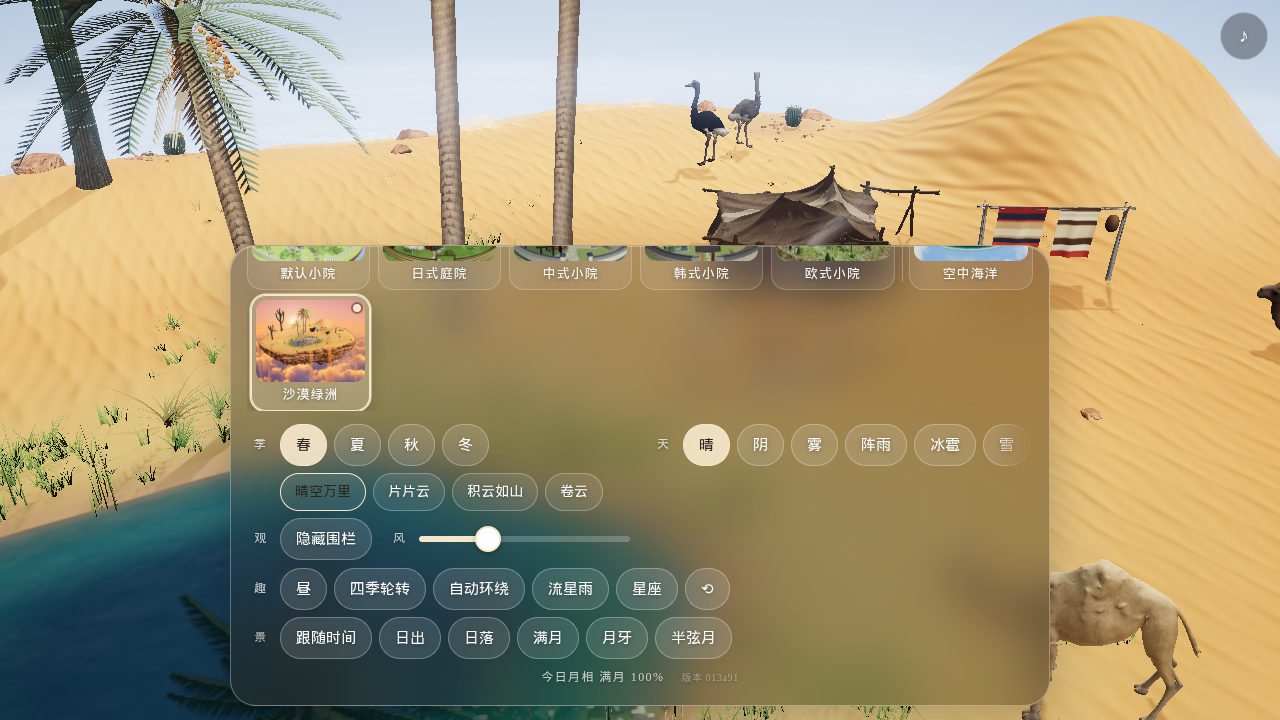 ♪
默认小院 日式庭院 中式小院 韩式小院 欧式小院 空中海洋
沙漠绿洲
季 春 夏 秋 冬 天 晴 阴 雾 阵雨 冰雹 雪
晴空万里 片片云 积云如山 卷云
观 隐藏围栏 风
趣 昼 四季轮转 自动环绕 流星雨 星座 ⟲
景 跟随时间 日出 日落 满月 月牙 半弦月
今日月相 满月 100% 版本 013a91